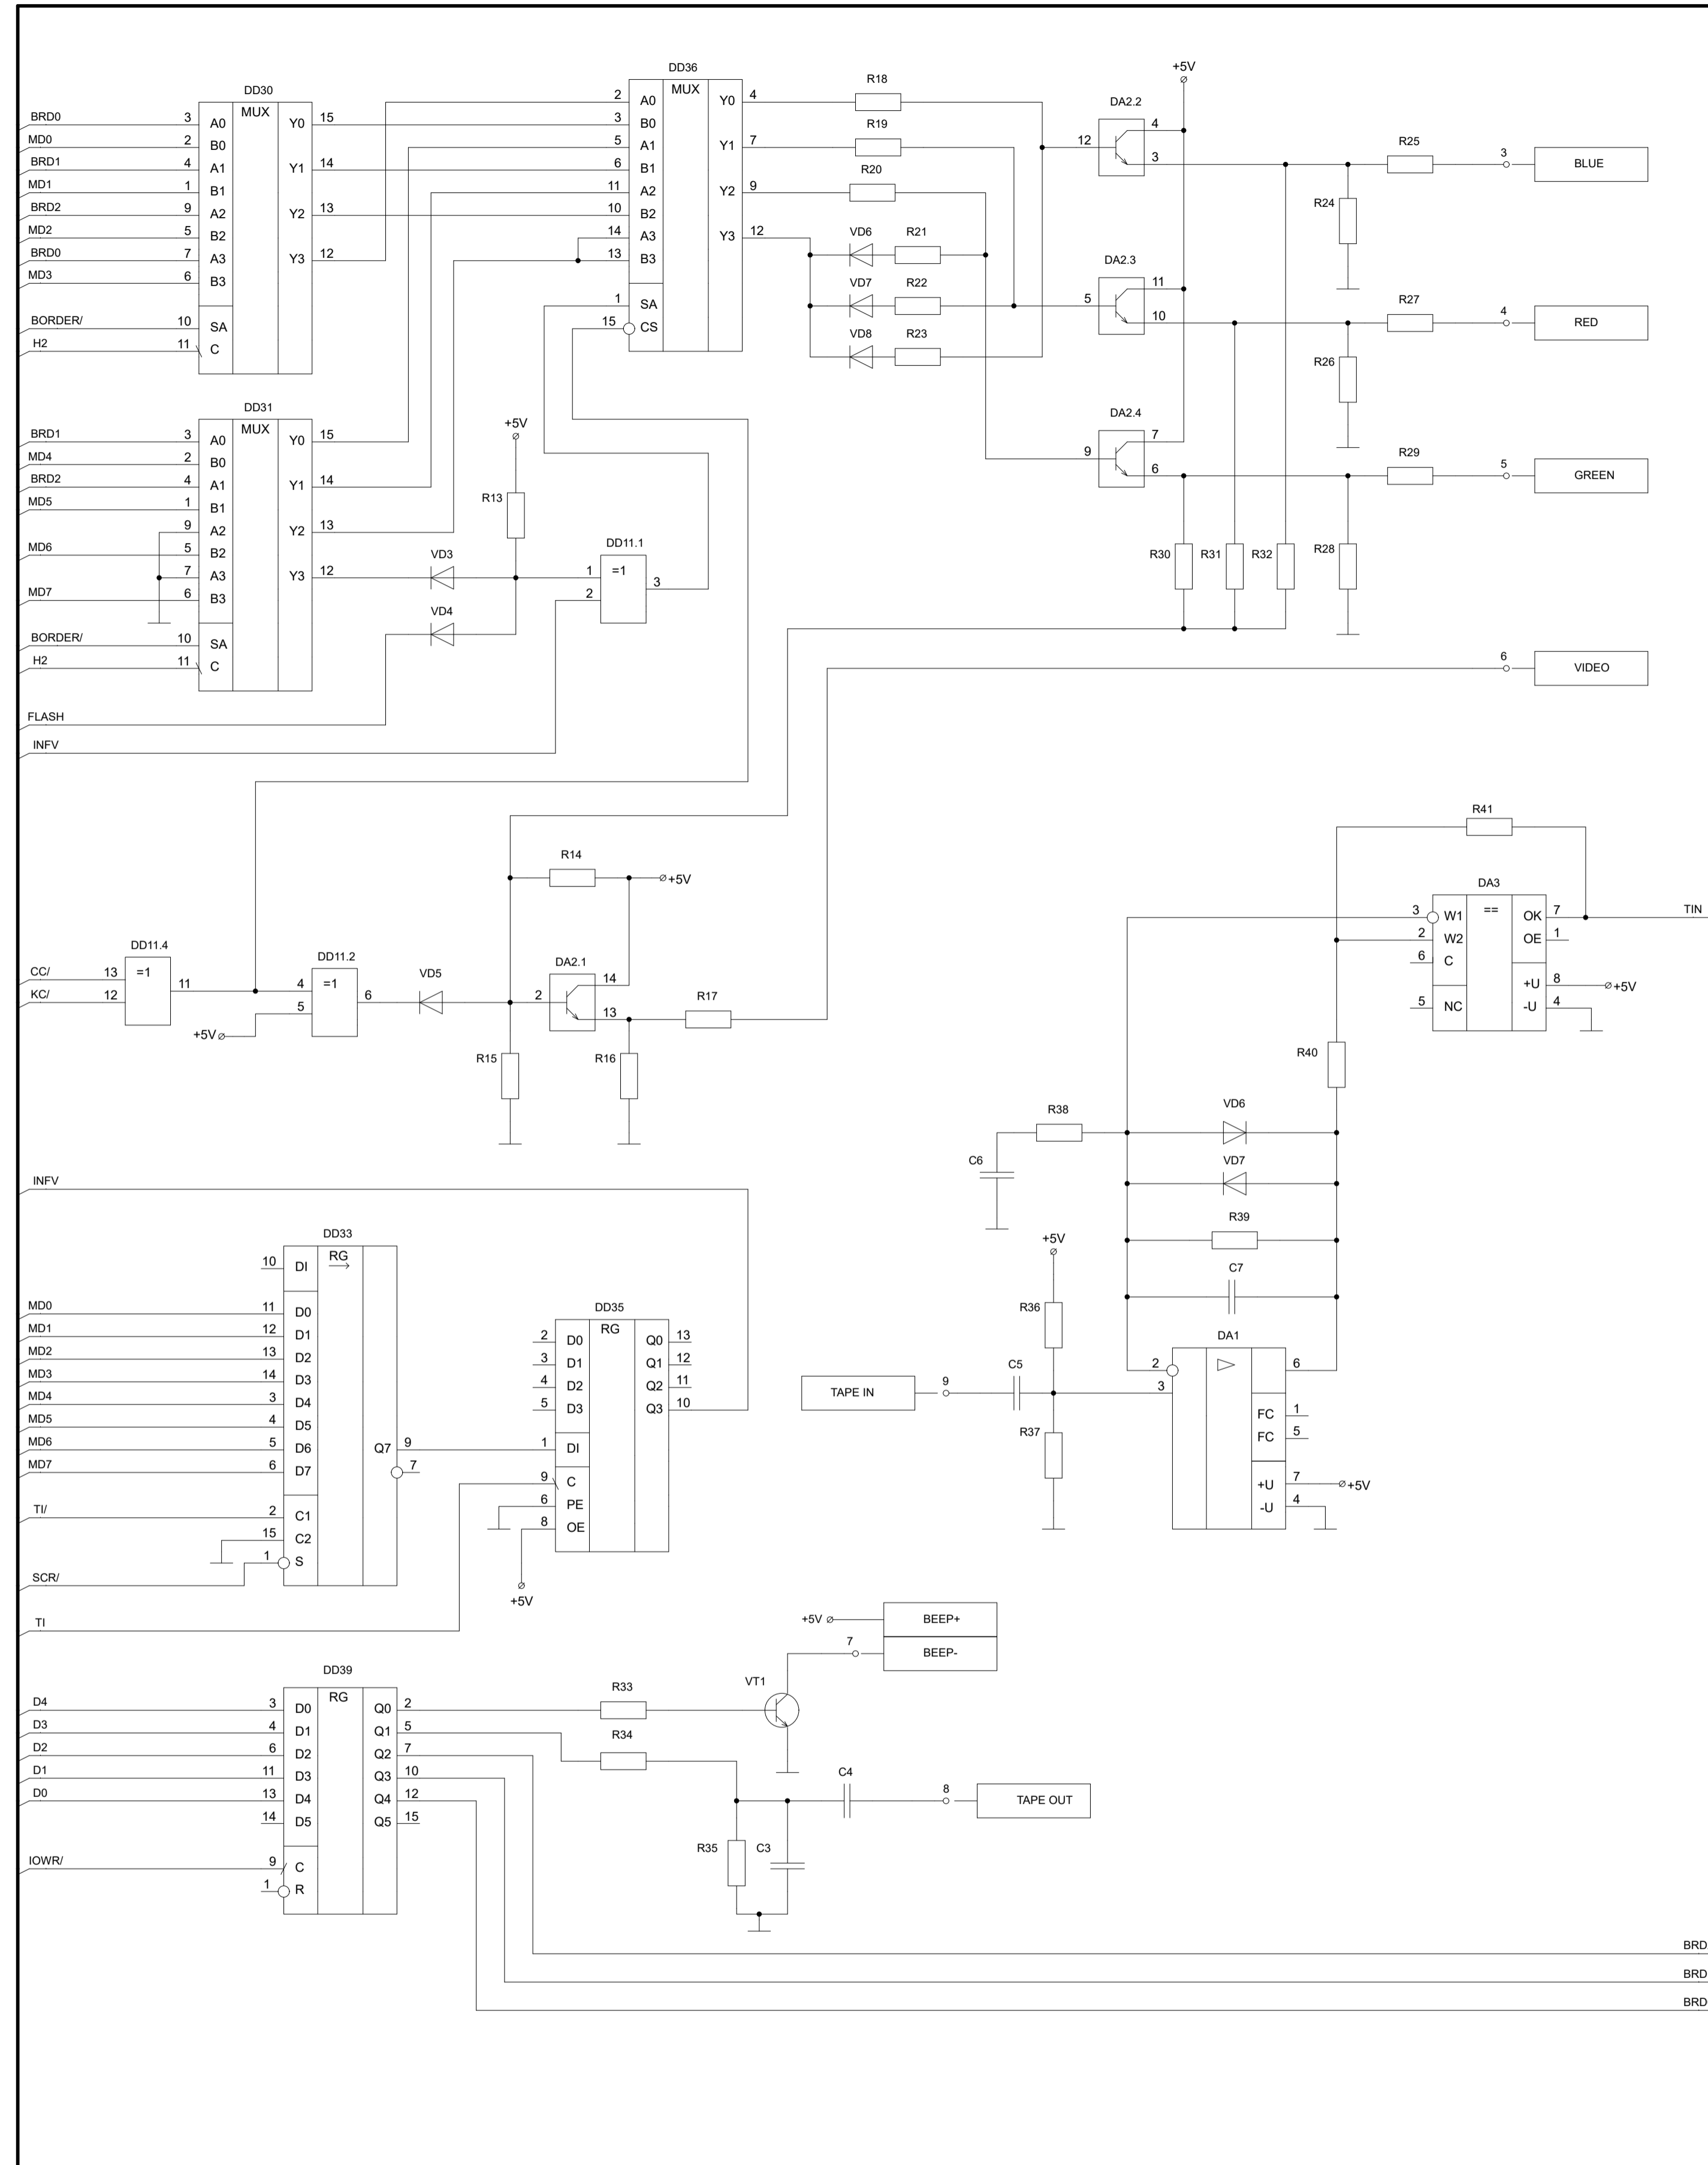 DD30
MUX
BRD0 3 A0 Y0 15
MD0 2 B0
BRD1 4 A1 Y1 14
MD1 1 B1
BRD2 9 A2 Y2 13
MD2 5 B2
BRD0 7 A3 Y3 12
MD3 6 B3
BORDER/ 10 SA
H2 11 C
DD36
MUX
2 A0 Y0 4
3 B0
5 A1 Y1 7
6 B1
11 A2 Y2 9
10 B2
14 A3 Y3 12
13 B3
1 SA
15 CS
R18
R19
R20
VD6 R21
VD7 R22
VD8 R23
+5V
DA2.2
12 4
3
DA2.3
5 11
10
DA2.4
9 7
6
R25 3 BLUE
R24
R27 4 RED
R26
R29 5 GREEN
R30 R31 R32 R28
6 VIDEO
DD31
MUX
BRD1 3 A0 Y0 15
MD4 2 B0
BRD2 4 A1 Y1 14
MD5 1 B1
9 A2 Y2 13
MD6 5 B2
7 A3 Y3 12
MD7 6 B3
BORDER/ 10 SA
H2 11 C
+5V
R13
VD3
VD4
DD11.1
1 =1 3
2
FLASH
INFV
R14
+5V
DD11.4
CC/ 13 =1 11
KC/ 12
DD11.2
4 =1 6
5
+5V
VD5
DA2.1
2 14
13
R17
R15 R16
R41
DA3
3 W1 == OK 7 TIN
2 W2 OE 1
6 C
+U 8 +5V
5 NC -U 4
R40
R38
VD6
C6
VD7
R39
C7
+5V
R36
DA1
2 6
3
TAPE IN 9 C5
FC 1
FC 5
R37
+U 7 +5V
-U 4
INFV
DD33
RG
10 DI
MD0 11 D0
MD1 12 D1
MD2 13 D2
MD3 14 D3
MD4 3 D4
MD5 4 D5
MD6 5 D6 Q7 9
MD7 6 D7 7
TI/ 2 C1
15 C2
1 S
SCR/
TI
DD35
RG
2 D0 Q0 13
3 D1 Q1 12
4 D2 Q2 11
5 D3 Q3 10
1 DI
9 C
6 PE
8 OE
+5V
+5V BEEP+
7 BEEP-
VT1
DD39
RG
D4 3 D0 Q0 2
D3 4 D1 Q1 5
D2 6 D2 Q2 7
D1 11 D3 Q3 10
D0 13 D4 Q4 12
14 D5 Q5 15
IOWR/ 9 C
1 R
R33
R34
C4 8 TAPE OUT
R35 C3
BRD
BRD
BRD